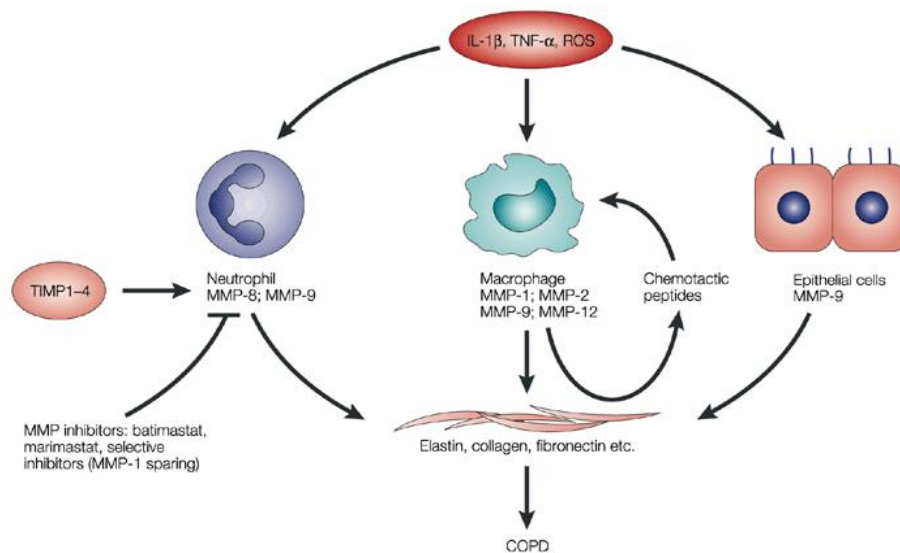 IL-1β, TNF-α, ROS
Neutrophil
MMP-8; MMP-9
Macrophage
MMP-1; MMP-2
MMP-9; MMP-12
Chemotactic
peptides
Epithelial cells
MMP-9
TIMP1–4
MMP inhibitors: batimastat,
marimastat, selective
inhibitors (MMP-1 sparing)
Elastin, collagen, fibronectin etc.
COPD